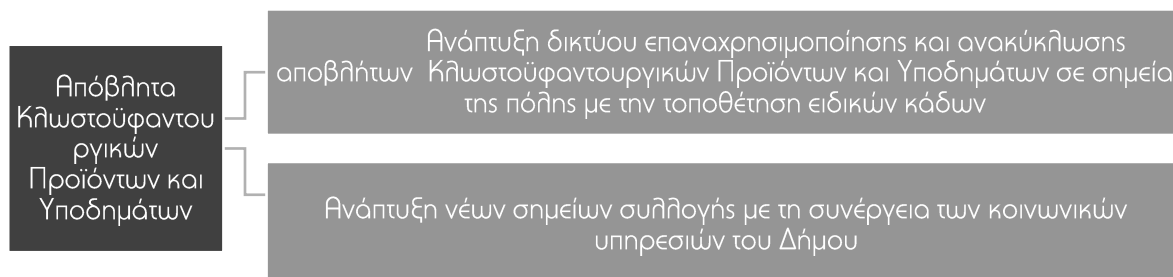 Απόβλητα
Κλωστοϋφαντου
ργικών
Προϊόντων και
Υποδημάτων
Ανάπτυξη δικτύου επαναχρησιμοποίησης και ανακύκλωσης
αποβλήτων Κλωστοϋφαντουργικών Προϊόντων και Υποδημάτων σε σημεία
της πόλης με την τοποθέτηση ειδικών κάδων
Ανάπτυξη νέων σημείων συλλογής με τη συνέργεια των κοινωνικών
υπηρεσιών του Δήμου